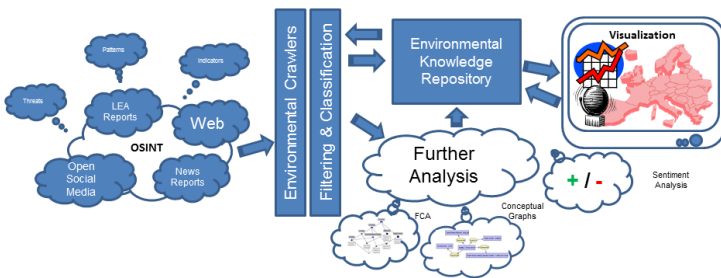 Patterns
Indicators
Threats
LEA
Reports
Web
OSINT
Open
Social
Media
News
Reports
Environmental Crawlers
Filtering & Classification
Environmental
Knowledge
Repository
Visualization
Further
Analysis
+ / -
Sentiment
Analysis
FCA
Conceptual
Graphs